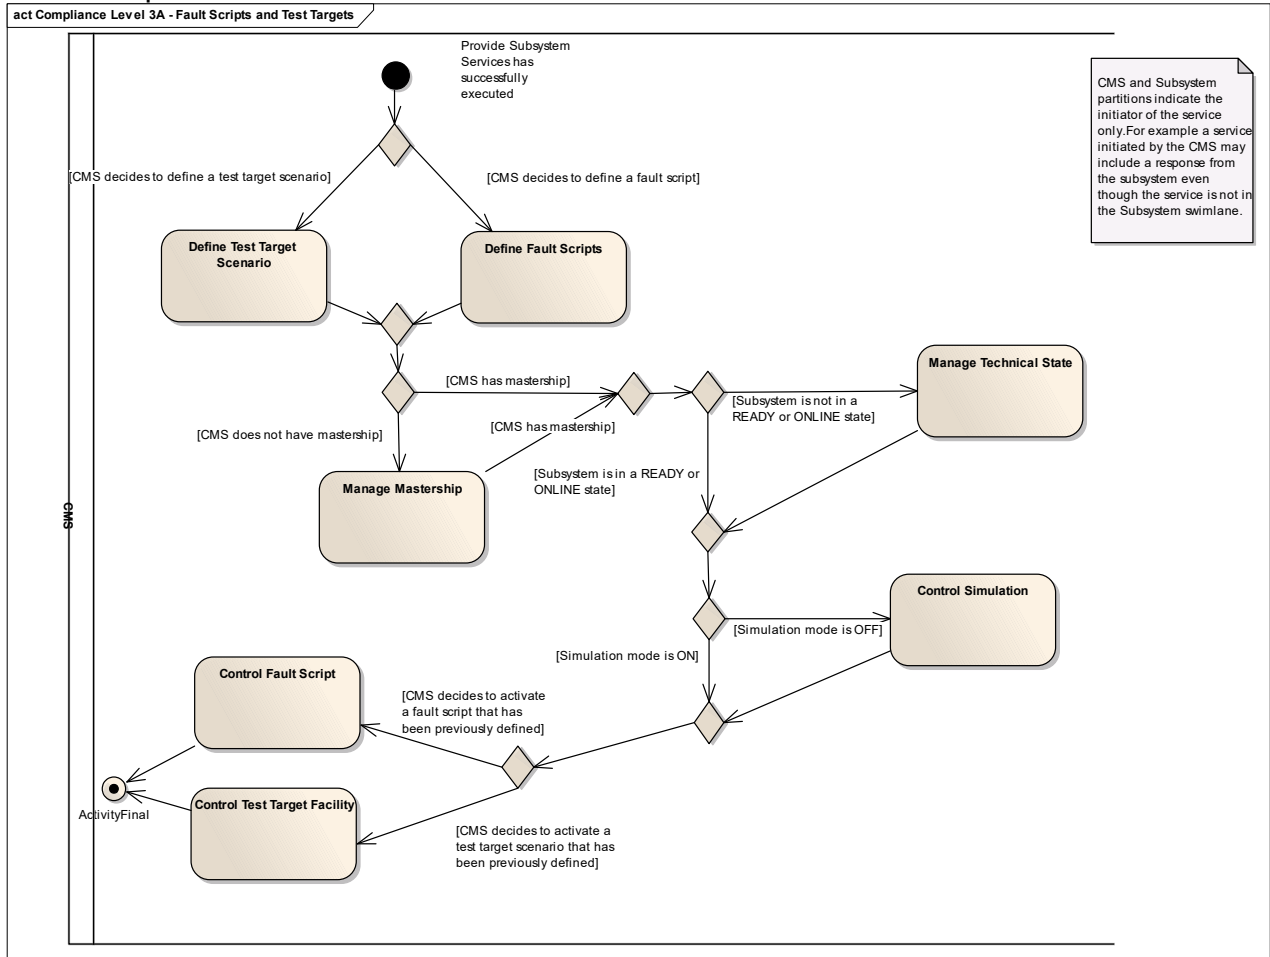 act Compliance Level 3A - Fault Scripts and Test Targets
Provide Subsystem
Services has
successfully
executed
CMS and Subsystem
partitions indicate the
initiator of the service
only.For example a service
initiated by the CMS may
include a response from
the subsystem even
though the service is not in
the Subsystem swimlane.
[CMS decides to define a test target scenario]
[CMS decides to define a fault script]
Define Test Target
Scenario
Define Fault Scripts
Manage Technical State
[CMS has mastership]
[Subsystem is not in a
READY or ONLINE state]
[CMS does not have mastership]
[CMS has mastership]
[Subsystem is in a READY or
ONLINE state]
Manage Mastership
CMS
Control Simulation
[Simulation mode is OFF]
[Simulation mode is ON]
Control Fault Script
[CMS decides to activate
a fault script that has
been previously defined]
ActivityFinal
Control Test Target Facility
[CMS decides to activate a
test target scenario that has
been previously defined]